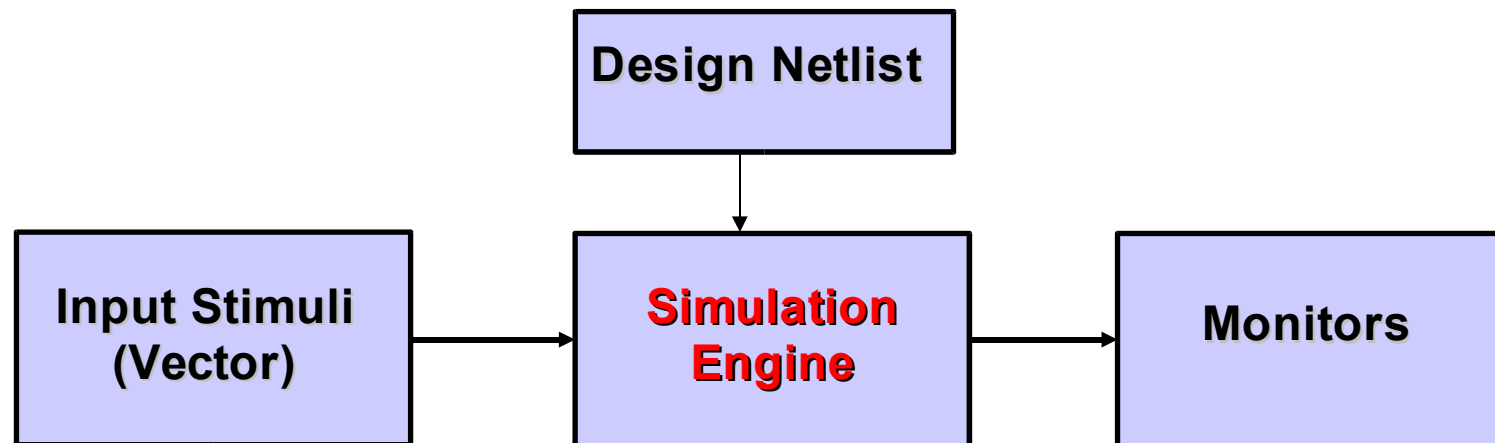 Design Netlist
Input Stimuli
(Vector)
Simulation
Engine
Monitors